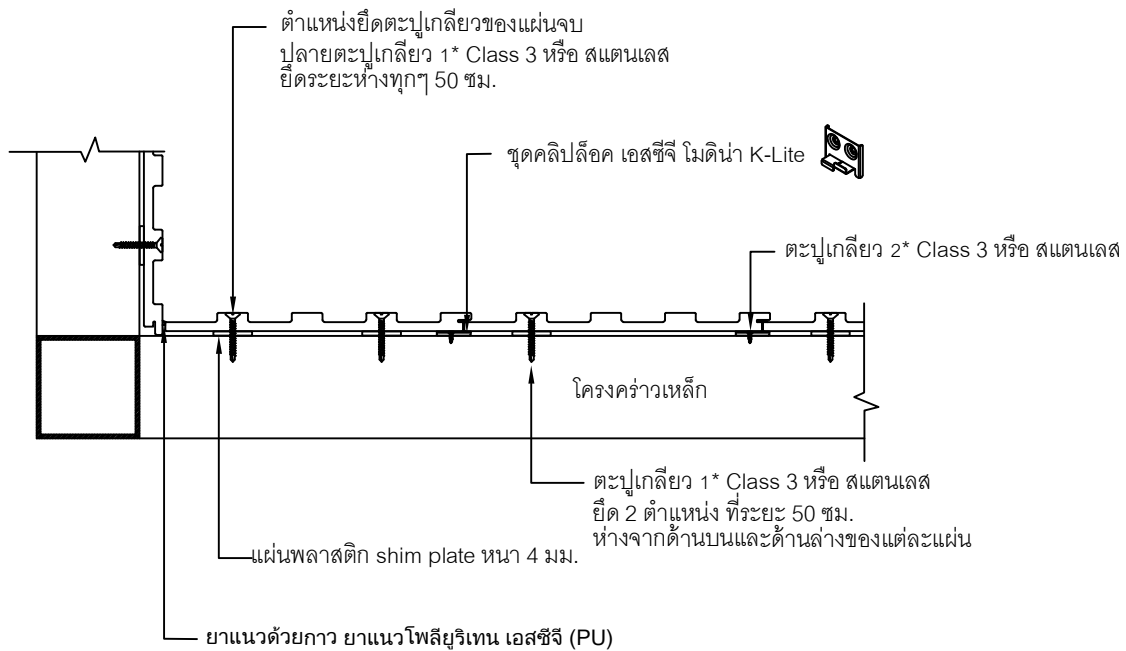 ตำแหน่งยึดตะปูเกลียวของแผ่นจบ
ปลายตะปูเกลียว 1* Class 3 หรือ สแตนเลส
ยึดระยะห่างทุกๆ 50 ซม.
ชุดคลิปล็อค เอสซีจี โมดิน่า K-Lite
ตะปูเกลียว 2* Class 3 หรือ สแตนเลส
โครงคร่าวเหล็ก
ตะปูเกลียว 1* Class 3 หรือ สแตนเลส
ยึด 2 ตำแหน่ง ที่ระยะ 50 ซม.
ห่างจากด้านบนและด้านล่างของแต่ละแผ่น
แผ่นพลาสติก shim plate หนา 4 มม.
ยาแนวด้วยกาว ยาแนวโพลียูริเทน เอสซีจี (PU)